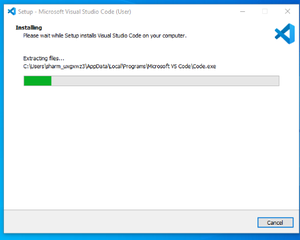 Setup - Microsoft Visual Studio Code (User)
Installing
Please wait while Setup installs Visual Studio Code on your computer.
Extracting files...
C:\Users\pharm_uxgvwz3\AppData\Local\Programs\Microsoft VS Code\Code.exe
Cancel